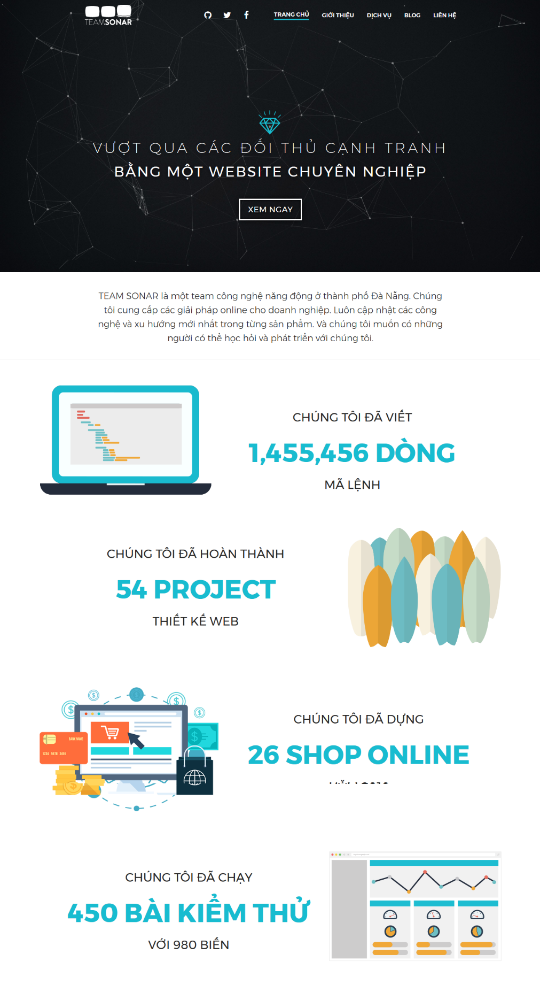 TEAMSONAR
TRANG CHỦ GIỚI THIỆU DỊCH VỤ BLOG LIÊN HỆ
VƯỢT QUA CÁC ĐỐI THỦ CẠNH TRANH
BẰNG MỘT WEBSITE CHUYÊN NGHIỆP
XEM NGAY
TEAM SONAR là một team công nghệ năng động ở thành phố Đà Nẵng. Chúng
tôi cung cấp các giải pháp online cho doanh nghiệp. Luôn cập nhật các công
nghệ và xu hướng mới nhất trong từng sản phẩm. Và chúng tôi muốn có những
người có thể học hỏi và phát triển với chúng tôi.
CHÚNG TÔI ĐÃ VIẾT
1,455,456 DÒNG
MÃ LỆNH
CHÚNG TÔI ĐÃ HOÀN THÀNH
54 PROJECT
THIẾT KẾ WEB
BANK NAME
1234 5678 3456
CHÚNG TÔI ĐÃ DỰNG
26 SHOP ONLINE
CHÚNG TÔI ĐÃ CHẠY
450 BÀI KIỂM THỬ
VỚI 980 BIẾN